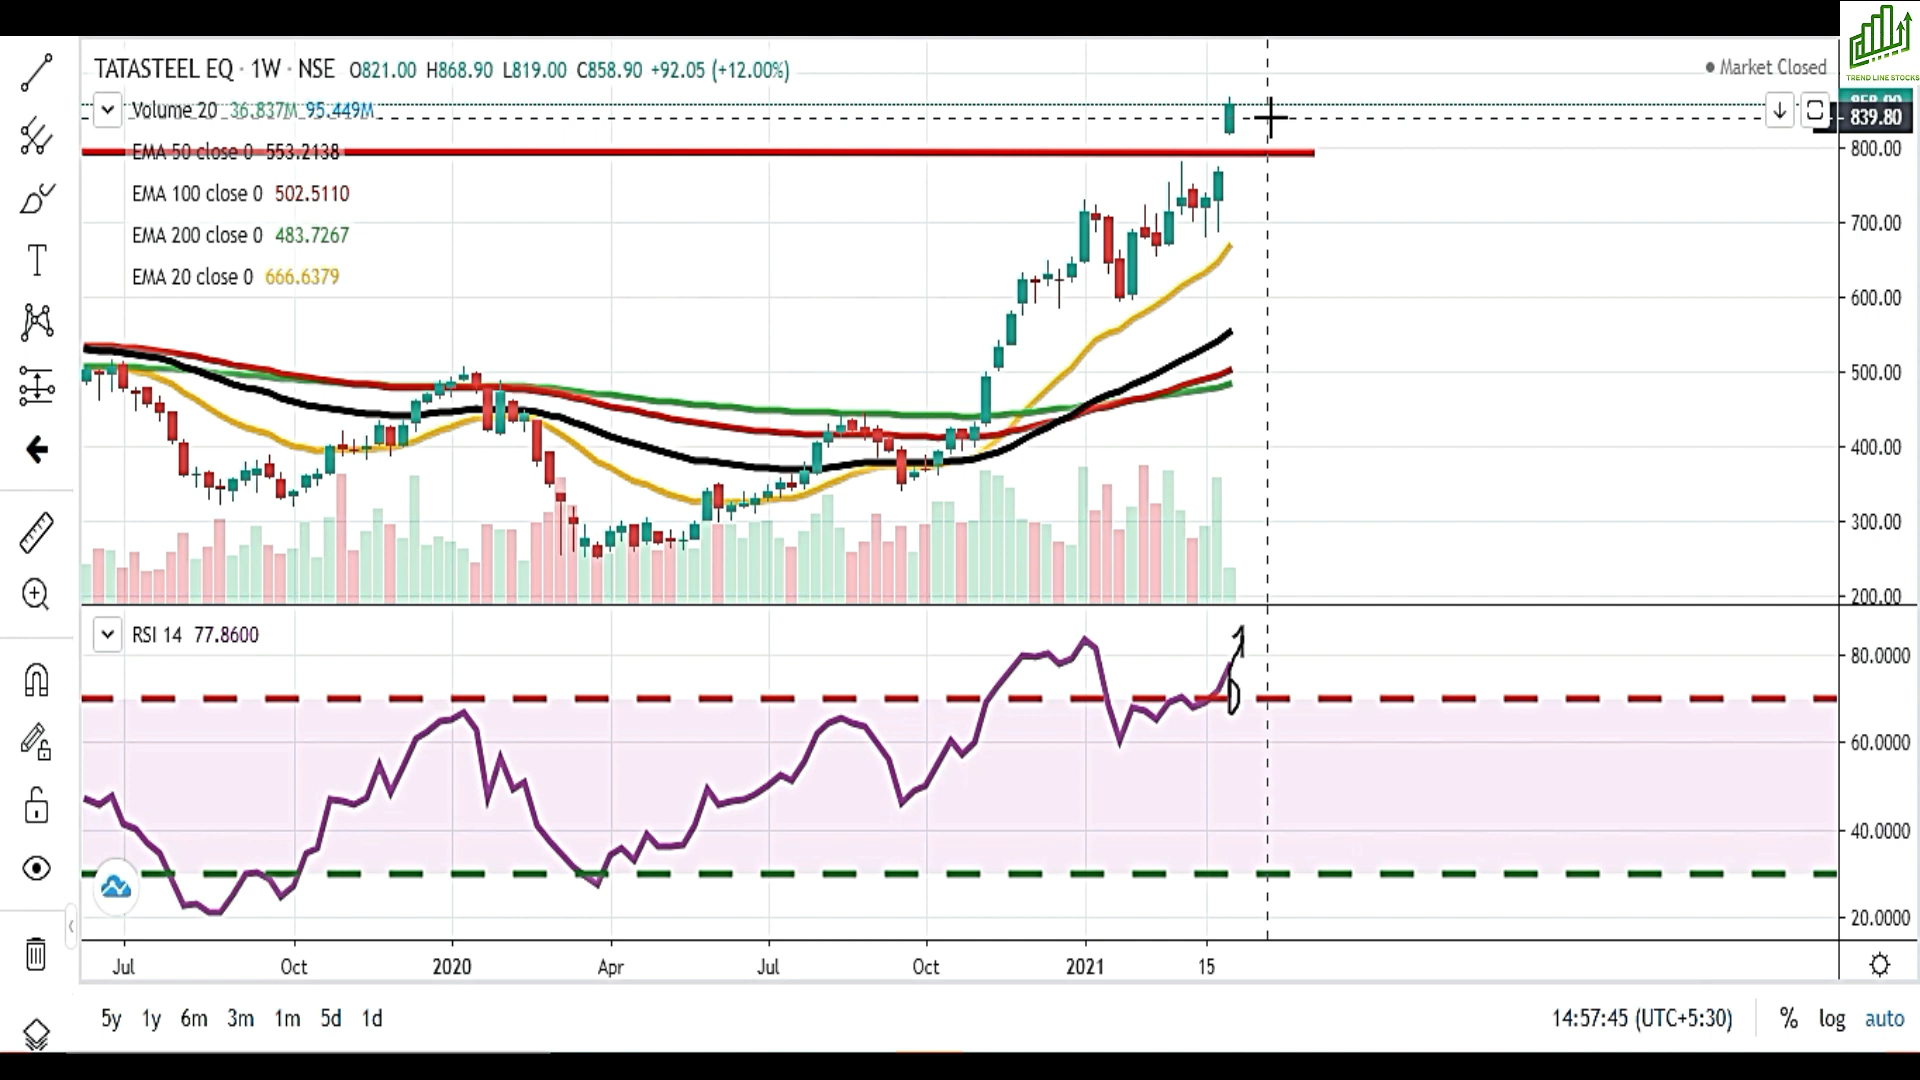 TREND LINE STOCKS
TATASTEEL EQ · 1W · NSE O821.00 H868.90 L819.00 C858.90 +92.05 (+12.00%)
Market Closed
Volume 20 36.837M 95.449M
839.80
EMA 50 close 0 553.2138
EMA 100 close 0 502.5110
EMA 200 close 0 483.7267
EMA 20 close 0 666.6379
800.00
700.00
600.00
500.00
400.00
300.00
200.00
RSI 14 77.8600
80.0000
60.0000
40.0000
20.0000
Jul Oct 2020 Apr Jul Oct 2021 15
5y 1y 6m 3m 1m 5d 1d
14:57:45 (UTC+5:30) % log auto